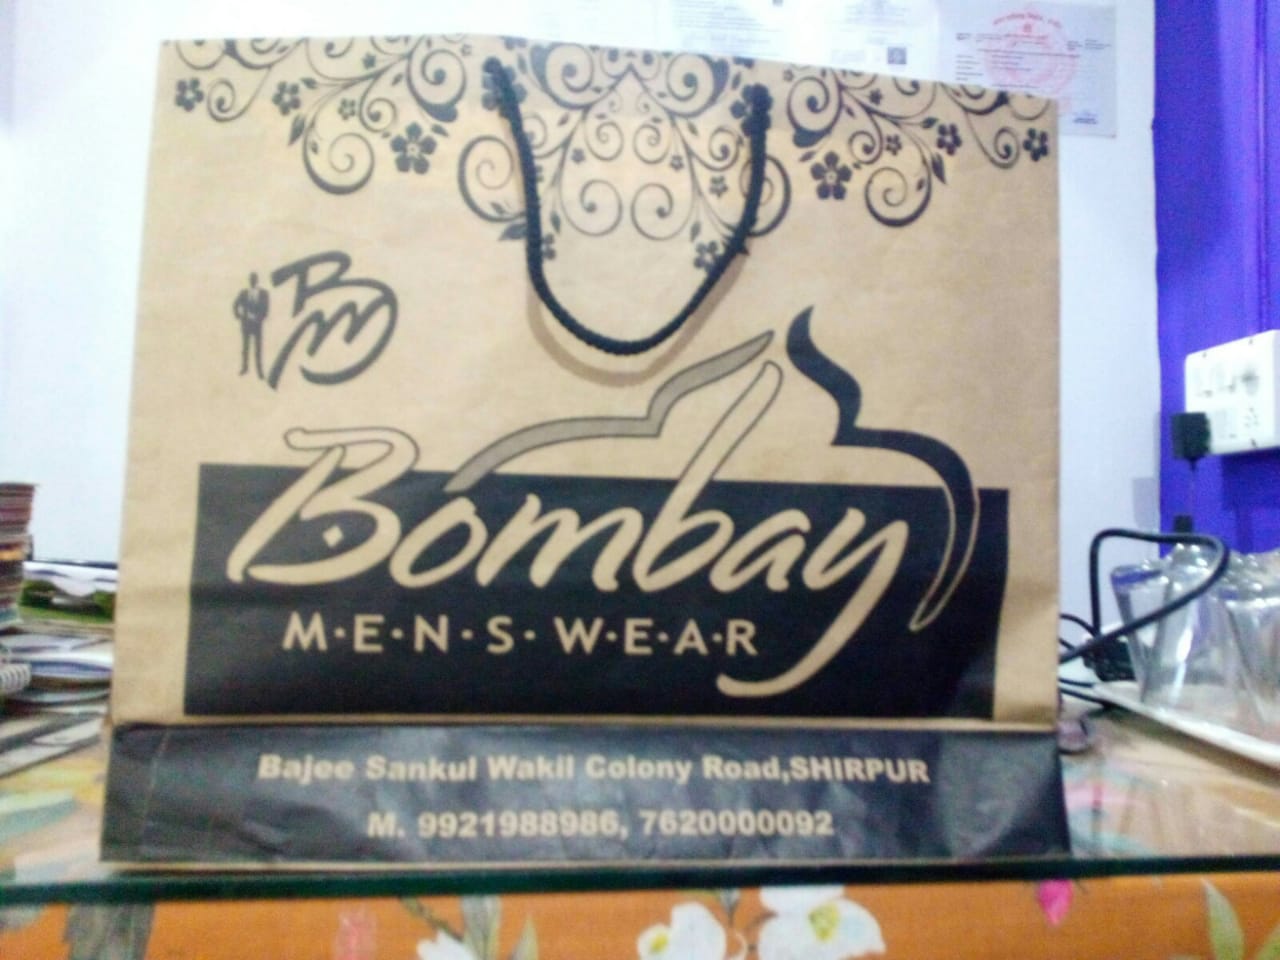 BM
Bombay
M·E·N·S· W·E·A·R
Bajee Sankul Wakil Colony Road,SHIRPUR
M. 9921988986, 7620000092